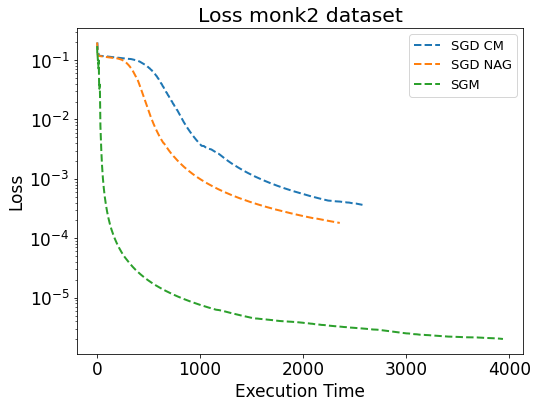 Loss monk2 dataset
SGD CM
SGD NAG
SGM
10⁻¹
10⁻²
10⁻³
10⁻⁴
10⁻⁵
Loss
0 1000 2000 3000 4000
Execution Time